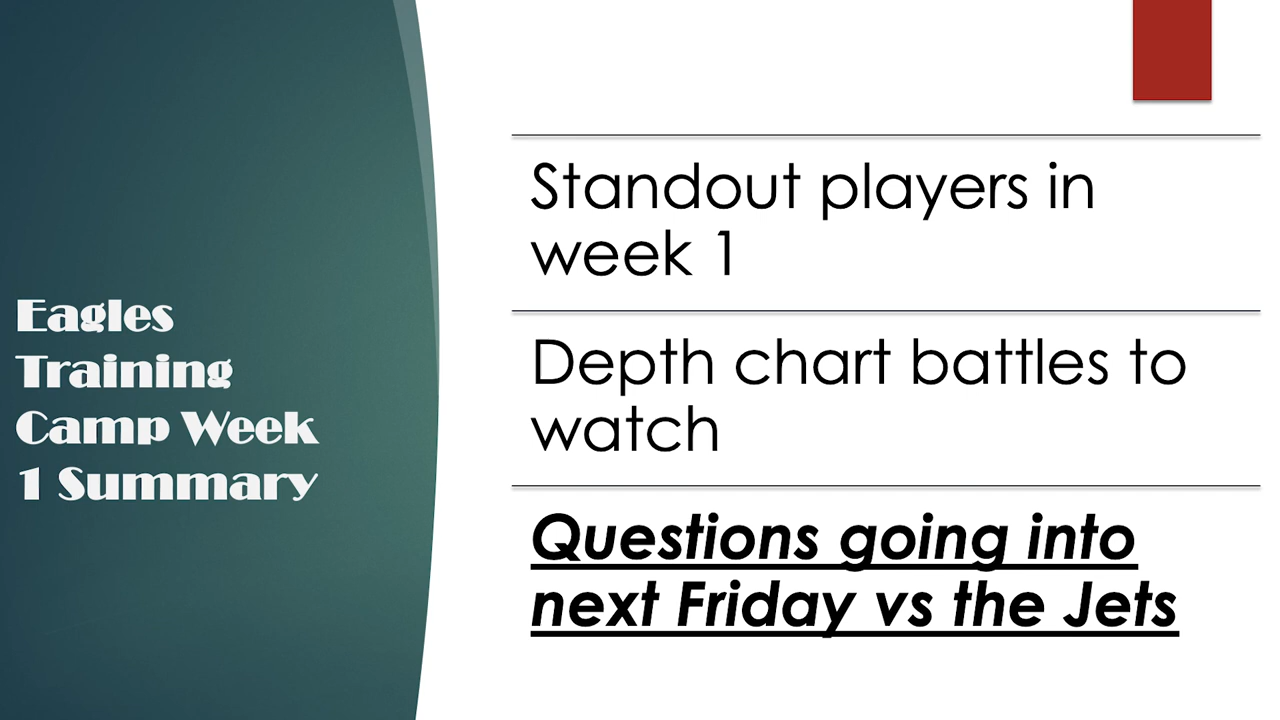 Eagles
Training
Camp Week
1 Summary
Standout players in
week 1
Depth chart battles to
watch
Questions going into
next Friday vs the Jets